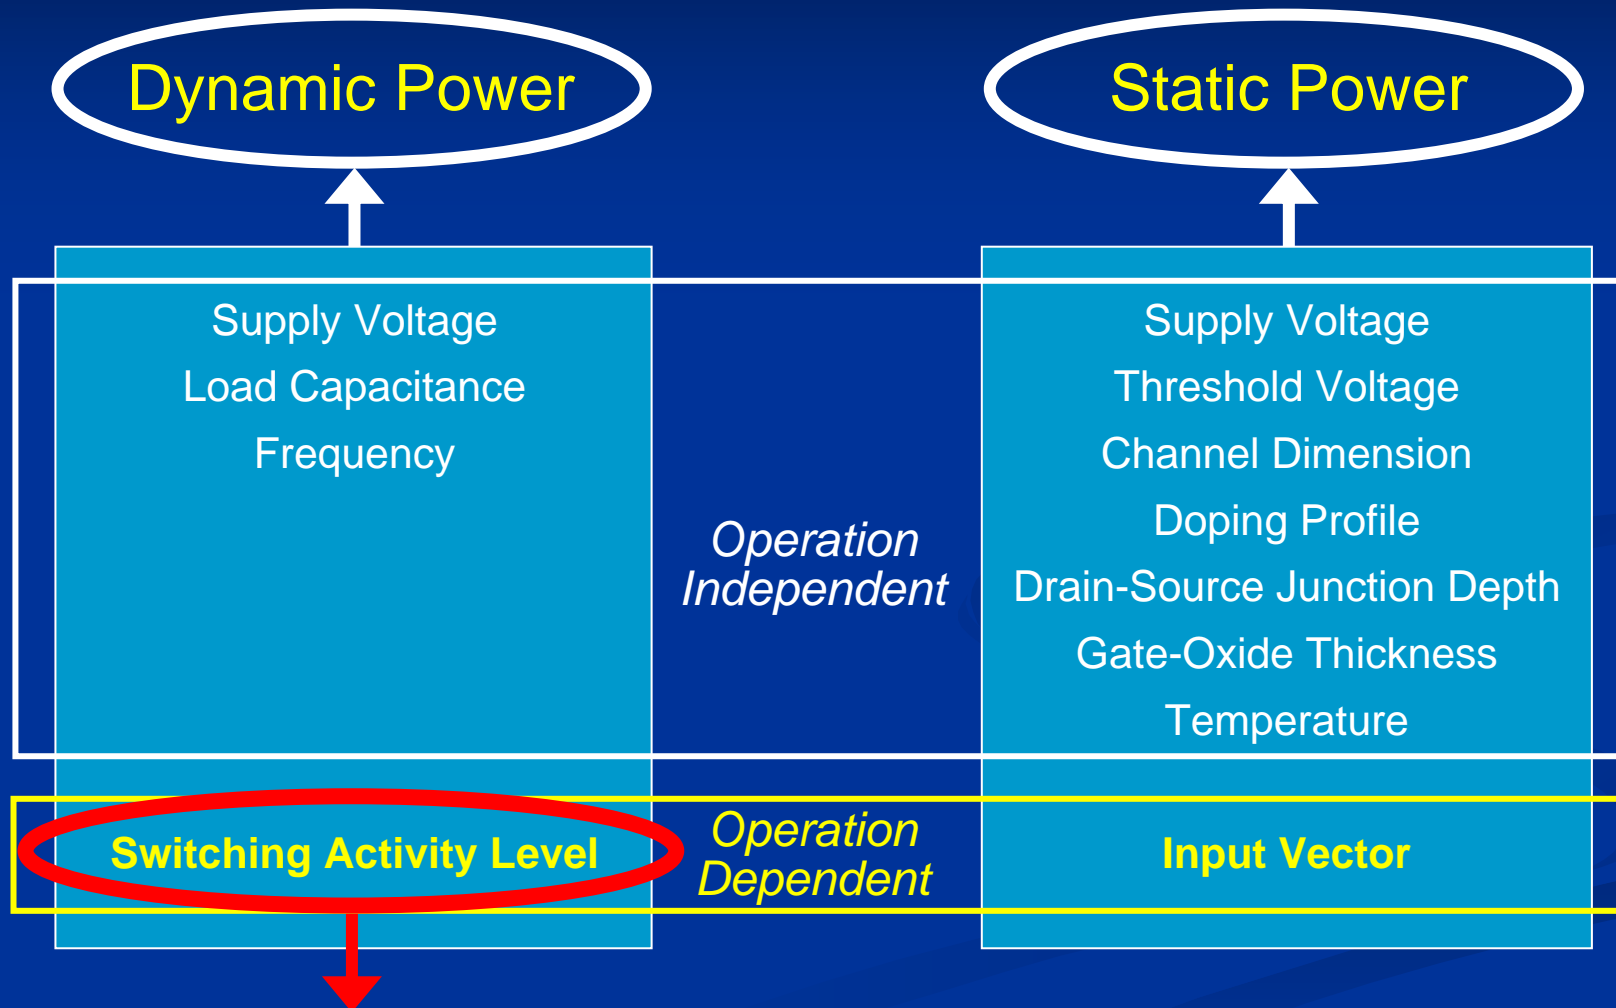 Dynamic Power
Static Power
Supply Voltage
Load Capacitance
Frequency
Operation
Independent
Supply Voltage
Threshold Voltage
Channel Dimension
Doping Profile
Drain-Source Junction Depth
Gate-Oxide Thickness
Temperature
Switching Activity Level
Operation
Dependent
Input Vector